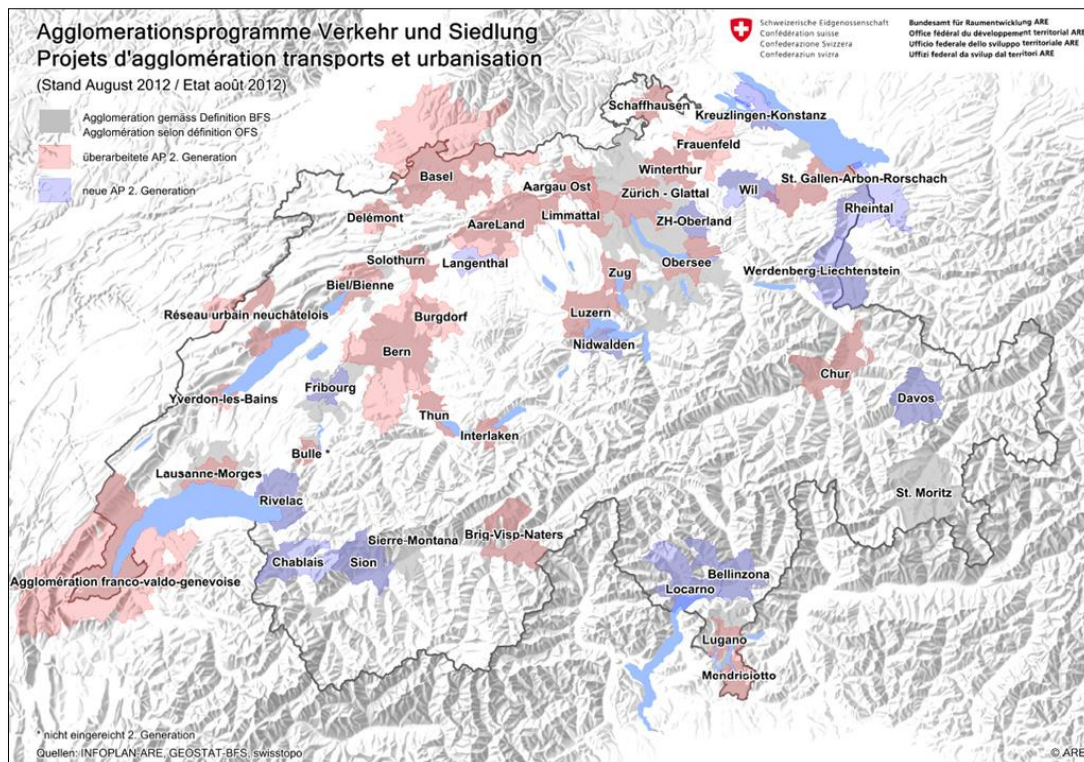 Agglomerationsprogramme Verkehr und Siedlung
Projets d'agglomération transports et urbanisation
(Stand August 2012 / Etat août 2012)
Schweizerische Eidgenossenschaft
Confédération suisse
Confederazione Svizzera
Confederaziun svizra
Bundesamt für Raumentwicklung ARE
Office fédéral du développement territorial ARE
Ufficio federale dello sviluppo territoriale ARE
Uffizi federal da svilup dal territori ARE
Agglomeration gemäss Definition BFS
Agglomération selon définition OFS
überarbeitete AP 2. Generation
neue AP 2. Generation
Schaffhausen
Kreuzlingen-Konstanz
Frauenfeld
Basel
Winterthur
Aargau Ost
St. Gallen-Arbon-Rorschach
Zürich - Glattal
Wil
Rheintal
Delémont
AareLand
Limmattal
ZH-Oberland
Solothurn
Langenthal
Obersee
Zug
Werdenberg-Liechtenstein
Biel/Bienne
Réseau urbain neuchâtelois
Burgdorf
Luzern
Nidwalden
Bern
Chur
Fribourg
Davos
Yverdon-les-Bains
Thun
Interlaken
Bulle *
Lausanne-Morges
Rivelac
St. Moritz
Sierre-Montana
Brig-Visp-Naters
Chablais
Sion
Bellinzona
Locarno
Agglomération franco-valdo-genevoise
Lugano
Mendrisiotto
* nicht eingereicht 2. Generation
Quellen: INFOPLAN-ARE, GEOSTAT-BFS, swisstopo
© ARE